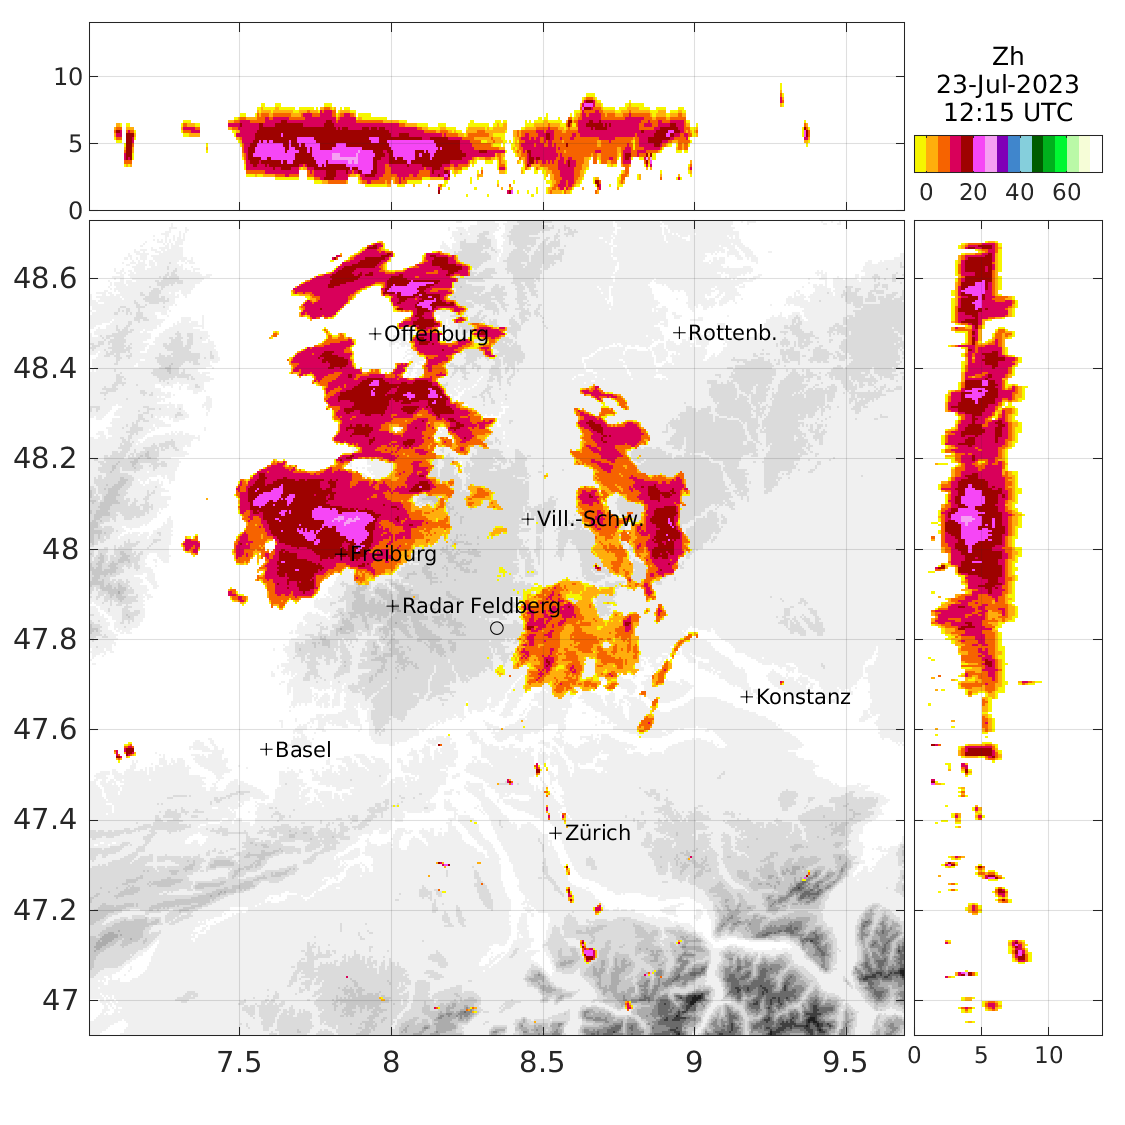 10
5
0
Zh
23-Jul-2023
12:15 UTC
0 20 40 60
48.6
48.4
48.2
48
47.8
47.6
47.4
47.2
47
+Offenburg
+Rottenb.
+Vill.-Schw.
+Freiburg
+Radar Feldberg
+Konstanz
+Basel
+Zürich
7.5 8 8.5 9 9.5
0 5 10